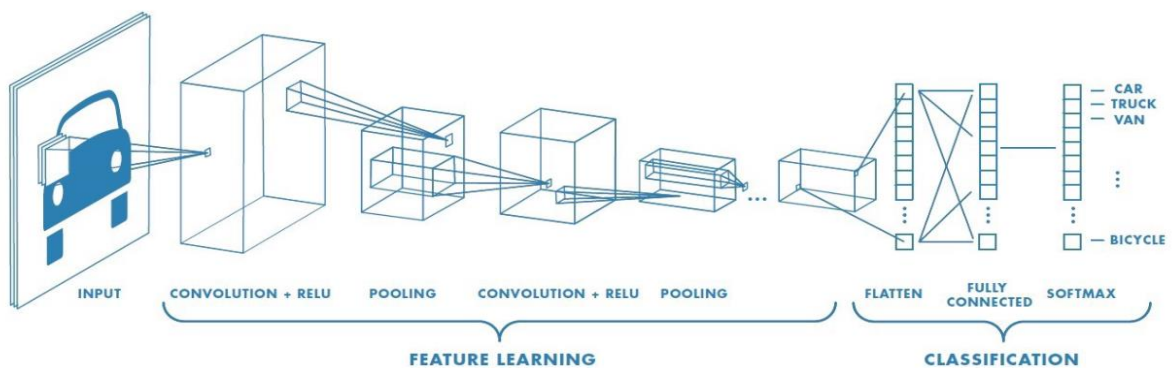 CAR
TRUCK
VAN
BICYCLE
INPUT
CONVOLUTION + RELU
POOLING
CONVOLUTION + RELU
POOLING
FLATTEN
FULLY
CONNECTED
SOFTMAX
FEATURE LEARNING
CLASSIFICATION